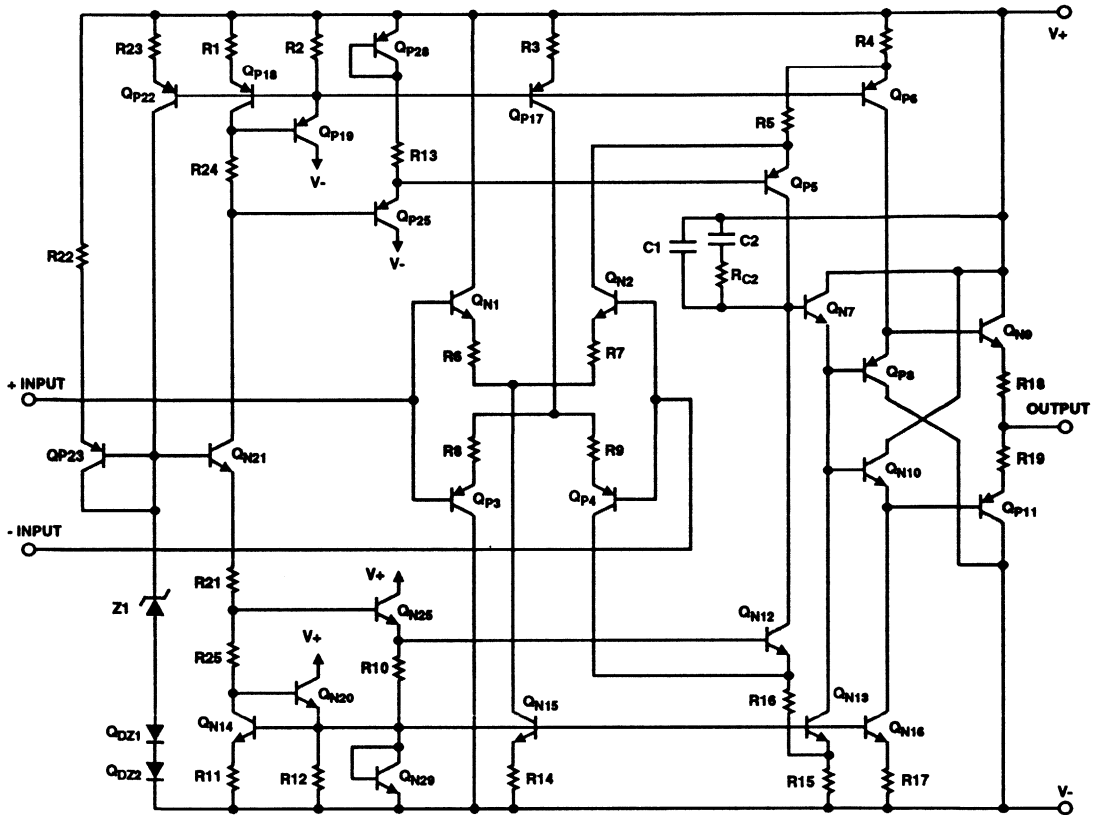 V+
R23
R1
R2
QP28
R3
R4
QP22
QP18
QP19
QP17
QP6
R5
V-
R24
R13
QP5
QP25
V-
R22
C1
C2
RC2
QN1
QN2
QN7
QN9
R6
R7
QP8
R18
+ INPUT
OUTPUT
QP23
QN21
R8
R9
QN10
R19
QP3
QP4
QP11
- INPUT
R21
V+
QN25
Z1
QN12
R25
V+
R10
QN20
R16
QN13
QN14
QN15
QN16
QDZ1
QDZ2
R11
R12
QN29
R14
R15
R17
V-